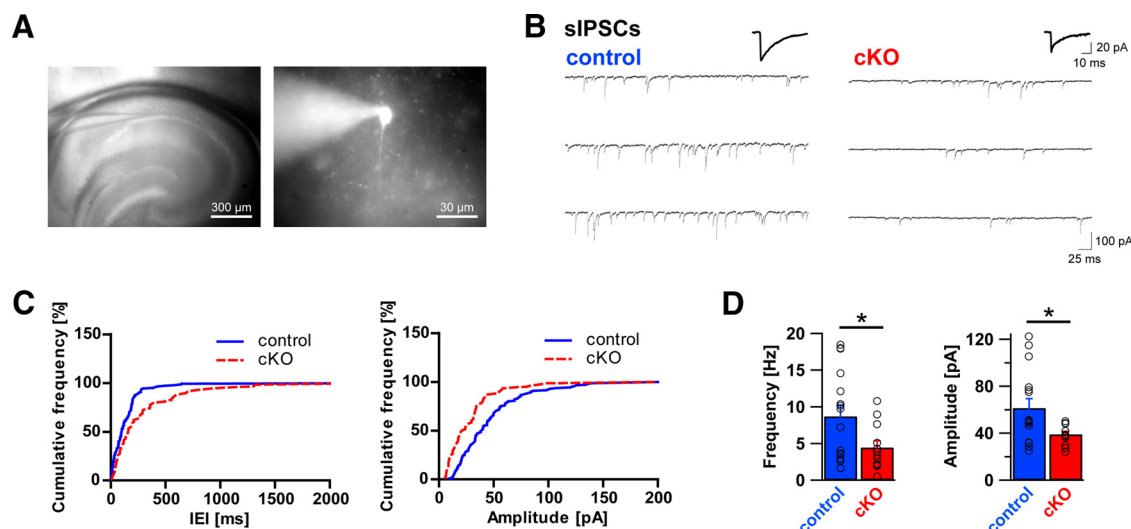 A
300 µm
30 µm
B
sIPSCs
control
cKO
20 pA
10 ms
100 pA
25 ms
C
Cumulative frequency [%]
150
100
50
0
control
cKO
0
500
1000
1500
2000
IEI [ms]
Cumulative frequency [%]
150
100
50
0
control
cKO
0
50
100
150
200
Amplitude [pA]
D
Frequency [Hz]
20
15
10
5
0
*
control
cKO
Amplitude [pA]
120
80
40
0
*
control
cKO